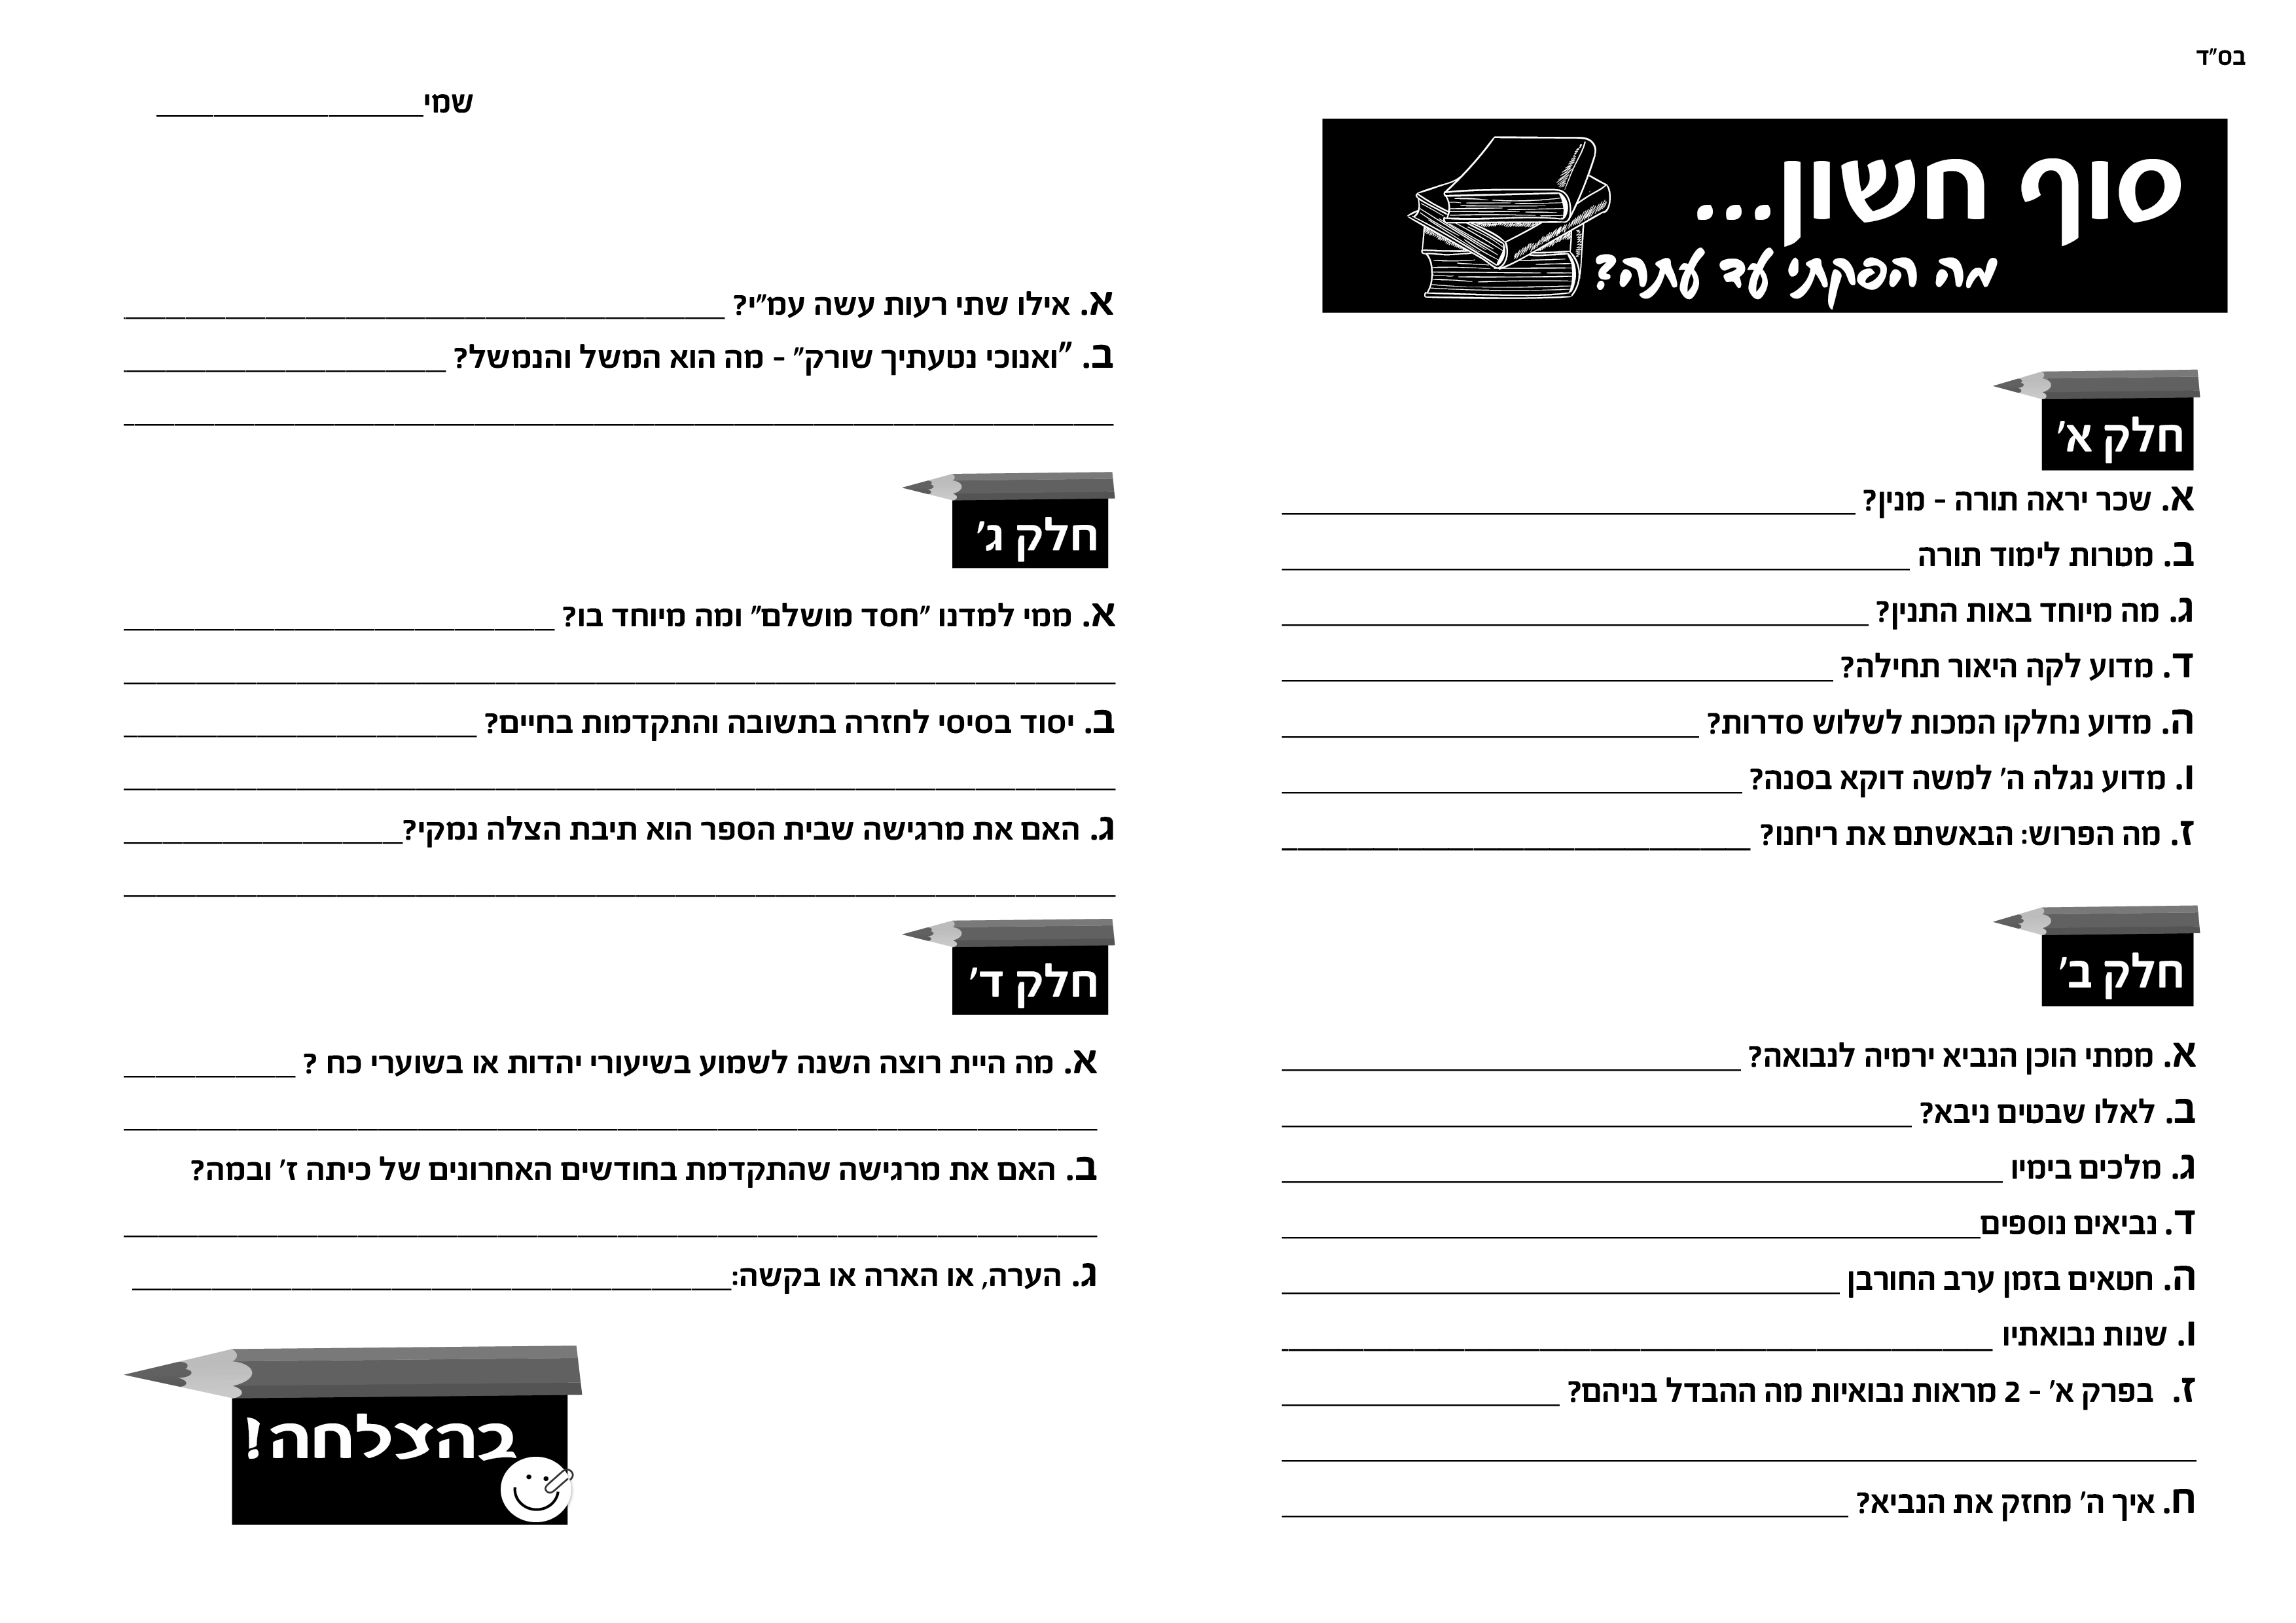 בס"ד
סוף חשון...
מה הפקתי עד עתה?
חלק א'
א. שכר יראה תורה - מנין? ____________________
ב. מטרות לימוד תורה ____________________
ג. מה מיוחד באות התנין? ____________________
ד. מדוע לקה היאור תחילה? ____________________
ה. מדוע נחלקו המכות לשלוש סדרות? ____________________
ו. מדוע נגלה ה' למשה דוקא בסנה? ____________________
ז. מה הפרוש: הבאשתם את ריחנו? ____________________
חלק ב'
א. ממתי הוכן הנביא ירמיה לנבואה? ____________________
ב. לאלו שבטים ניבא? ____________________
ג. מלכים בימיו ____________________
ד. נביאים נוספים____________________
ה. חטאים בזמן ערב החורבן ____________________
ו. שנות נבואתיו ____________________
ז. בפרק א' - 2 מראות נבואיות מה ההבדל בניהם? ____________________
____________________
ח. איך ה' מחזק את הנביא? ____________________
שמי____________________
א. אילו שתי רעות עשה עמ"י? ____________________
ב. "ואנוכי נטעתיך שורק" - מה הוא המשל והנמשל? ____________________
____________________
חלק ג'
א. ממי למדנו "חסד מושלם" ומה מיוחד בו? ____________________
____________________
ב. יסוד בסיסי לחזרה בתשובה והתקדמות בחיים? ____________________
____________________
ג. האם את מרגישה שבית הספר הוא תיבת הצלה נמקי?____________________
____________________
חלק ד'
א. מה היית רוצה השנה לשמוע בשיעורי יהדות או בשוערי כח ? ____________________
____________________
ב. האם את מרגישה שהתקדמת בחודשים האחרונים של כיתה ז' ובמה?
____________________
ג. הערה, או הארה או בקשה:____________________
בהצלחה!